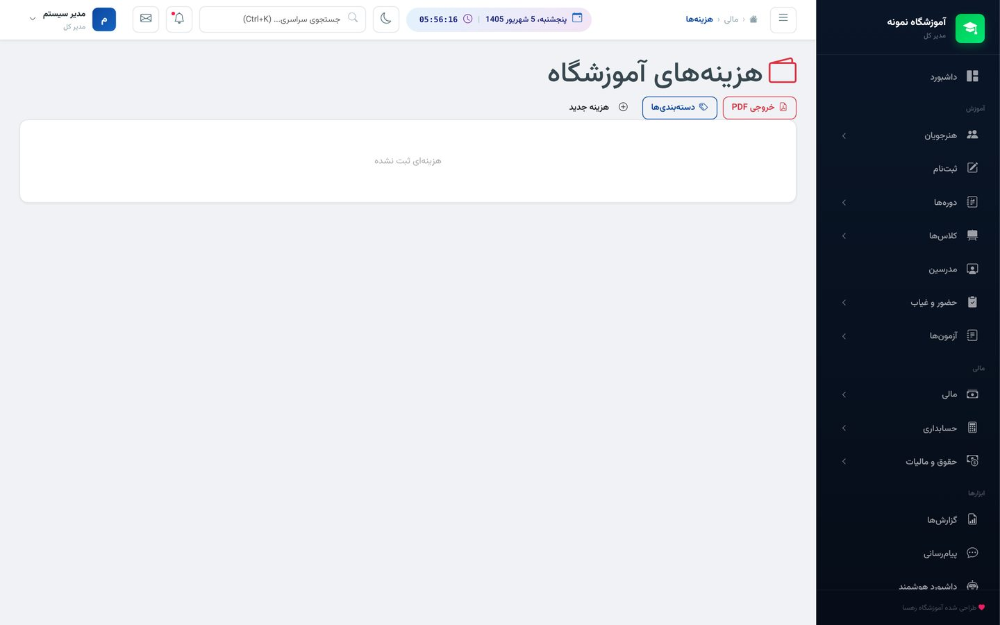 آموزشگاه نمونه
مدیر کل
داشبورد
آموزش
هنرجویان
ثبت‌نام
دوره‌ها
کلاس‌ها
مدرسین
حضور و غیاب
آزمون‌ها
مالی
مالی
حسابداری
حقوق و مالیات
ابزارها
گزارش‌ها
پیام‌رسانی
داشبورد هوشمند
طراحی شده آموزشگاه رهسا
مالی ‹ هزینه‌ها
پنجشنبه، 5 شهریور 1405 | 05:56:16
جستجوی سراسری... (Ctrl+K)
مدیر سیستم
مدیر کل
م
هزینه‌های آموزشگاه
خروجی PDF
دسته‌بندی‌ها
هزینه جدید
هزینه‌ای ثبت نشده